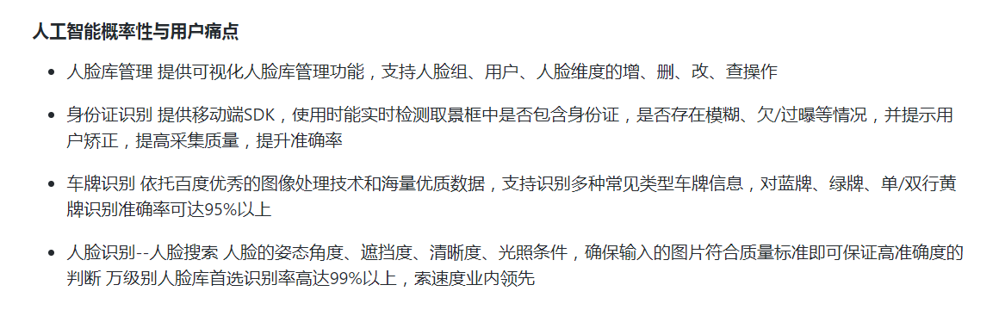 人工智能概率性与用户痛点
人脸库管理 提供可视化人脸库管理功能，支持人脸组、用户、人脸维度的增、删、改、查操作
身份证识别 提供移动端SDK，使用时能实时检测取景框中是否包含身份证，是否存在模糊、欠/过曝等情况，并提示用
户矫正，提高采集质量，提升准确率
车牌识别 依托百度优秀的图像处理技术和海量优质数据，支持识别多种常见类型车牌信息，对蓝牌、绿牌、单/双行黄
牌识别准确率可达95%以上
人脸识别--人脸搜索 人脸的姿态角度、遮挡度、清晰度、光照条件，确保输入的图片符合质量标准即可保证高准确度的
判断 万级别人脸库首选识别率高达99%以上，索速度业内领先